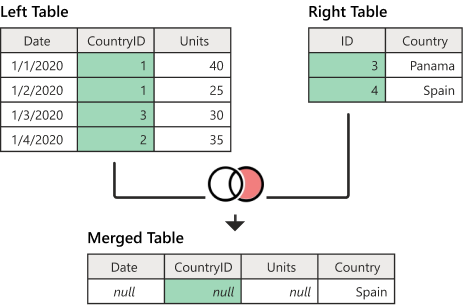 Left Table
Date CountryID Units
1/1/2020 1 40
1/2/2020 1 25
1/3/2020 3 30
1/4/2020 2 35
Right Table
ID Country
3 Panama
4 Spain
Merged Table
Date CountryID Units Country
null null null Spain